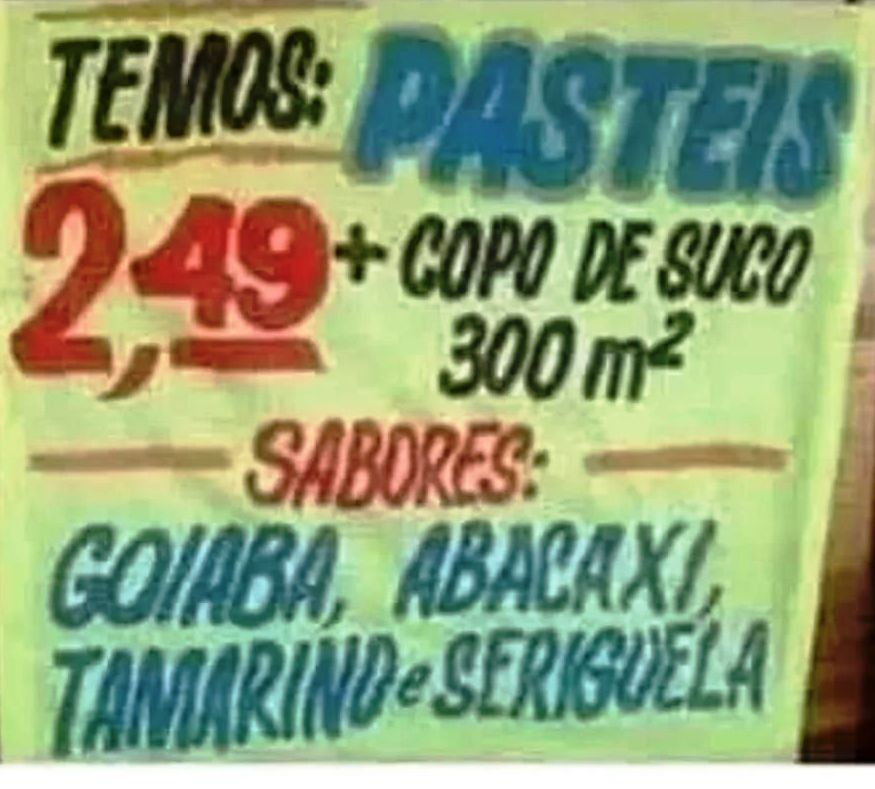 TEMOS: PASTEIS
2,49 + COPO DE SUCO
300 m²
SABORES:
GOIABA, ABACAXI,
TAMARINO e SERIGUELA